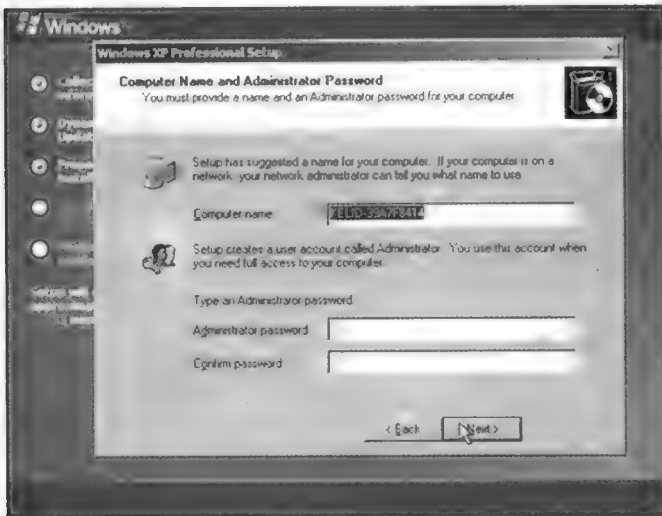 Windows
Windows XP Professional Setup
Computer Name and Administrator Password
You must provide a name and an Administrator password for your computer
Setup has suggested a name for your computer. If your computer is on a
network, your network administrator can tell you what name to use
Computer name
Setup creates a user account called Administrator. You use this account when
you need full access to your computer.
Type an Administrator password
Administrator password
Confirm password
< Back
Next >